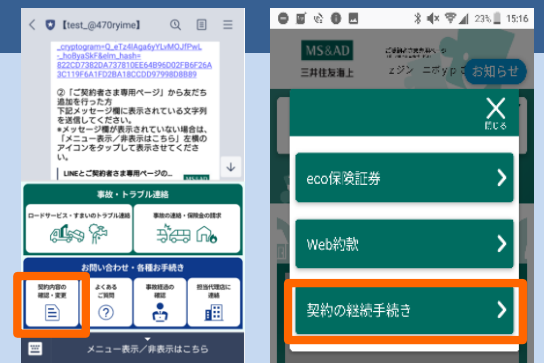 【test_@470ryime】
_cryptogram=Q_eTz4lAga6yYLvMOJfPwL
-_hoByaSkF&elm_hash=
822CD7382DA737810EE64B96D02FB6F26A
3C119F6A1FD2BA18CCDD97998D8B89
②「ご契約者さま専用ページ」から友だち
追加を行った方
下記メッセージ欄に表示されている文字列
を送信してください。
*メッセージ欄が表示されていない場合は、
「メニュー表示/非表示はこちら」左横の
アイコンをタップして表示させてくださ
い。
LINEとご契約者さま専用ページの...
MS&AD
事故・トラブル連絡
ロードサービス・すまいのトラブル連絡
事故の連絡・保険金の請求
お問い合わせ・各種お手続き
契約内容の
確認・変更
よくある
ご質問
事故経過の
確認
担当代理店に
連絡
メニュー表示/非表示はこちら
23% 15:16
MS&AD
三井住友海上
お知らせ
閉じる
eco保険証券
Web約款
契約の継続手続き